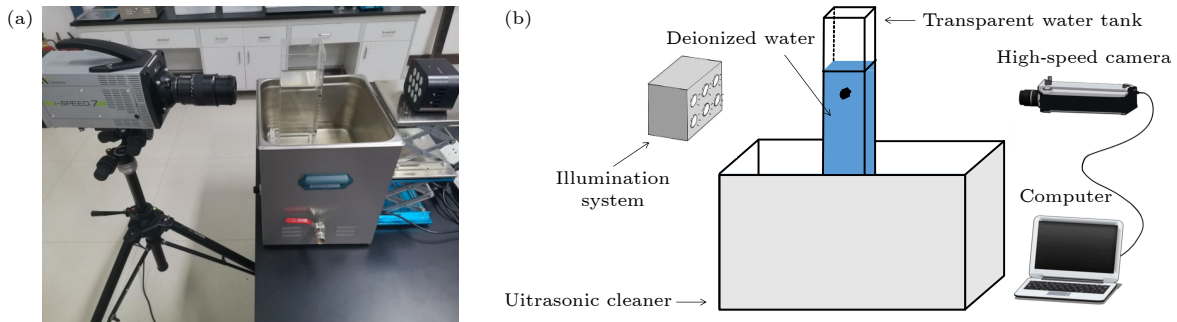 (a)
i-SPEED 7
(b)
Transparent water tank
Deionized water
High-speed camera
Illumination
system
Computer
Uitrasonic cleaner